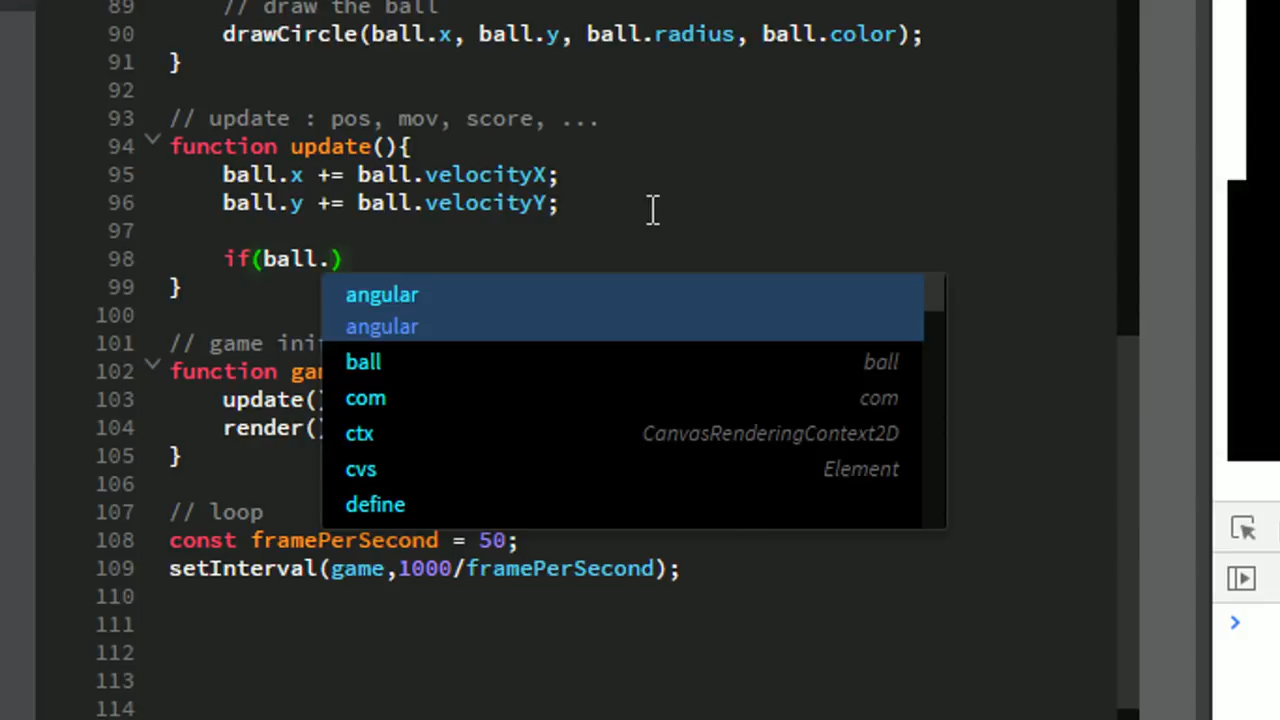 89 // draw the ball
90 drawCircle(ball.x, ball.y, ball.radius, ball.color);
91 }
92
93 // update : pos, mov, score, ...
94 function update(){
95 ball.x += ball.velocityX;
96 ball.y += ball.velocityY;
97
98 if(ball.)
99 }
angular
angular
100
101 // game ini
ball ball
102 function gam
com com
103 update()
ctx CanvasRenderingContext2D
104 render()
105 }
cvs Element
106
define
107 // loop
108 const framePerSecond = 50;
109 setInterval(game,1000/framePerSecond);
110
111
112
113
114